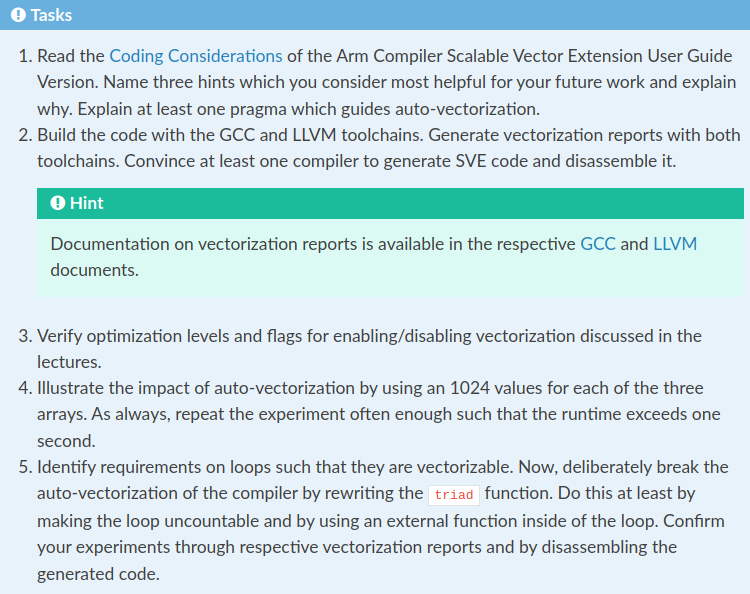 Tasks
1. Read the Coding Considerations of the Arm Compiler Scalable Vector Extension User Guide
Version. Name three hints which you consider most helpful for your future work and explain
why. Explain at least one pragma which guides auto-vectorization.
2. Build the code with the GCC and LLVM toolchains. Generate vectorization reports with both
toolchains. Convince at least one compiler to generate SVE code and disassemble it.
Hint
Documentation on vectorization reports is available in the respective GCC and LLVM
documents.
3. Verify optimization levels and flags for enabling/disabling vectorization discussed in the
lectures.
4. Illustrate the impact of auto-vectorization by using an 1024 values for each of the three
arrays. As always, repeat the experiment often enough such that the runtime exceeds one
second.
5. Identify requirements on loops such that they are vectorizable. Now, deliberately break the
auto-vectorization of the compiler by rewriting the triad function. Do this at least by
making the loop uncountable and by using an external function inside of the loop. Confirm
your experiments through respective vectorization reports and by disassembling the
generated code.